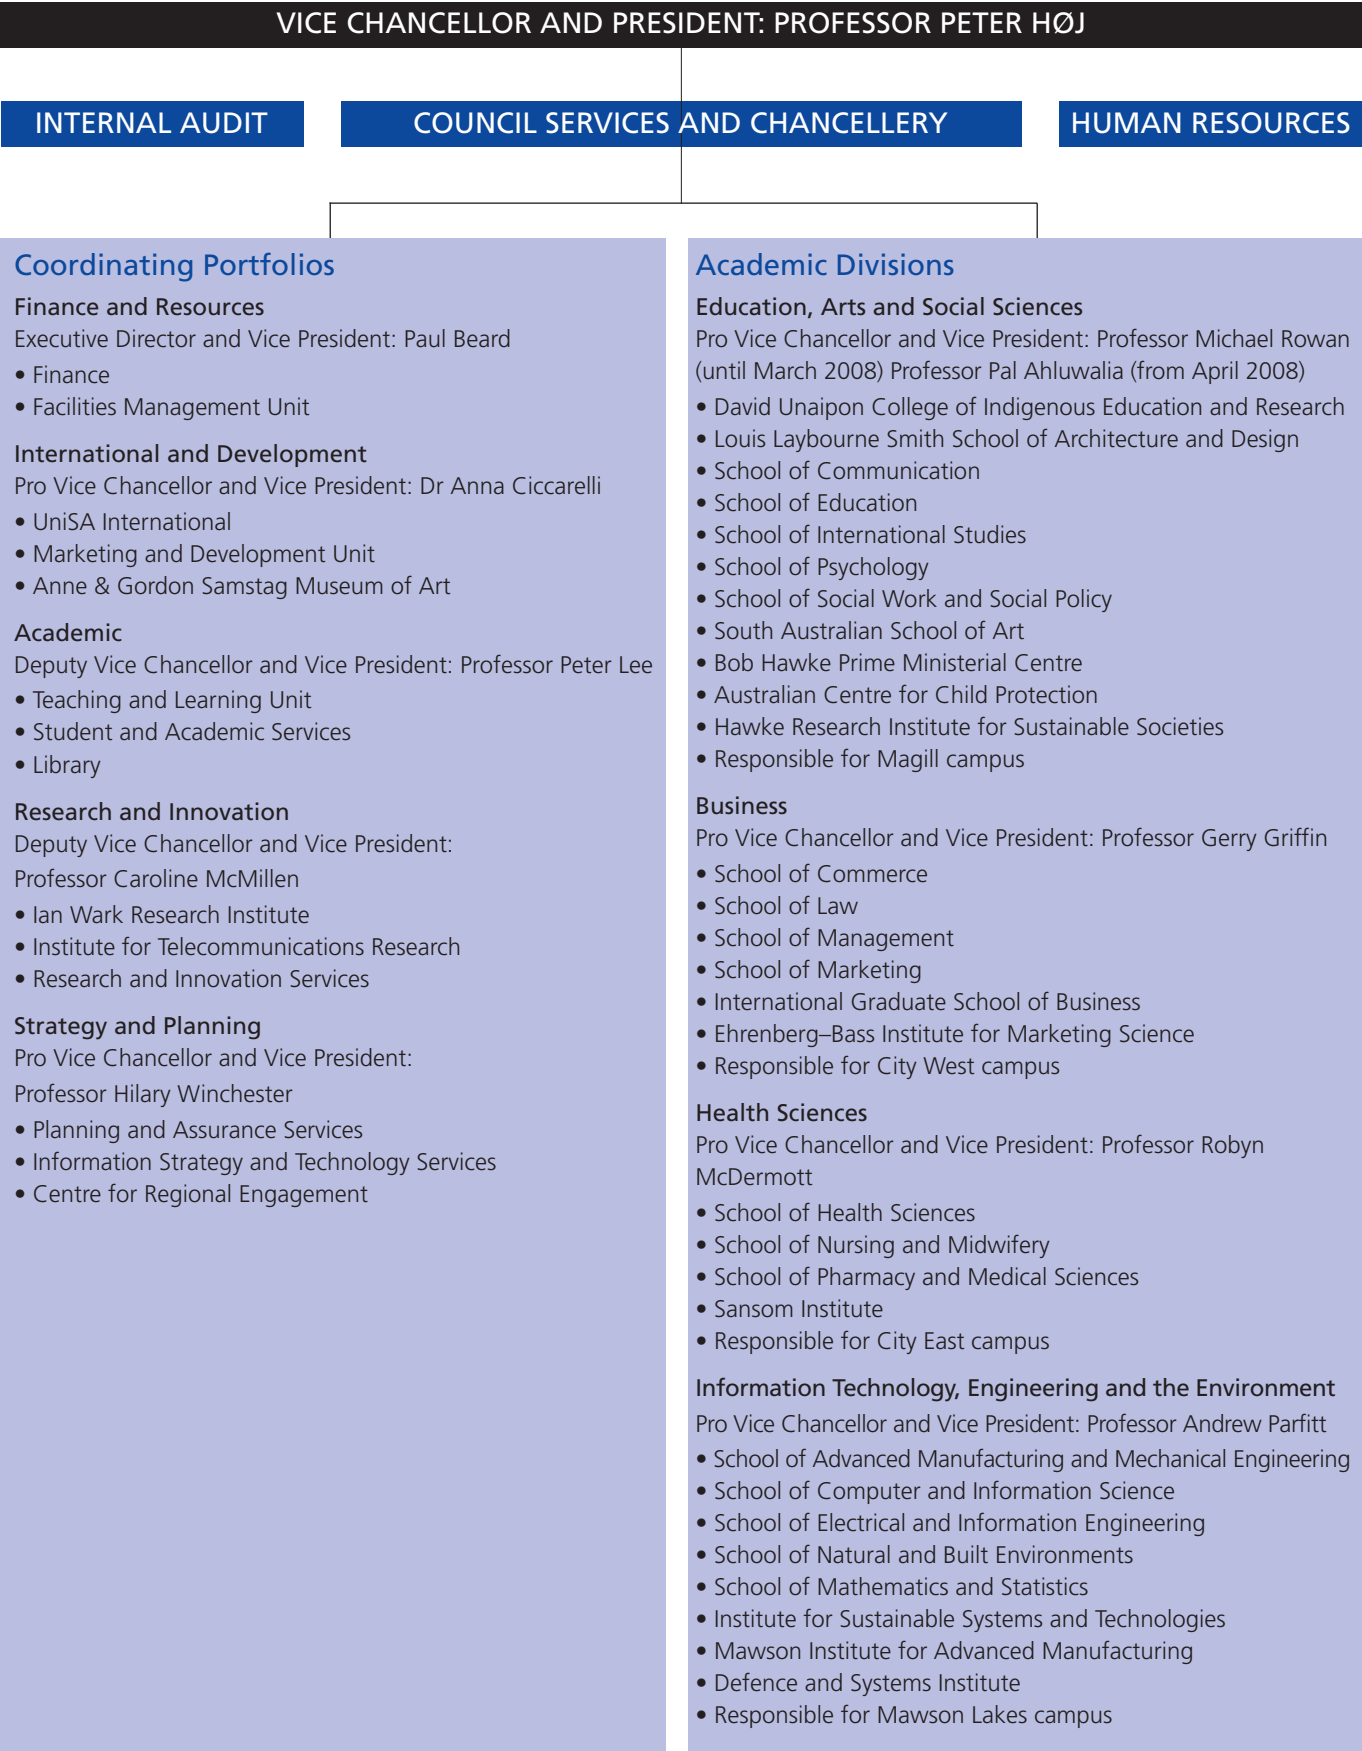 VICE CHANCELLOR AND PRESIDENT: PROFESSOR PETER HØJ
INTERNAL AUDIT
COUNCIL SERVICES AND CHANCELLERY
HUMAN RESOURCES
Coordinating Portfolios
Finance and Resources
Executive Director and Vice President: Paul Beard
• Finance
• Facilities Management Unit
International and Development
Pro Vice Chancellor and Vice President: Dr Anna Ciccarelli
• UniSA International
• Marketing and Development Unit
• Anne & Gordon Samstag Museum of Art
Academic
Deputy Vice Chancellor and Vice President: Professor Peter Lee
• Teaching and Learning Unit
• Student and Academic Services
• Library
Research and Innovation
Deputy Vice Chancellor and Vice President:
Professor Caroline McMillen
• Ian Wark Research Institute
• Institute for Telecommunications Research
• Research and Innovation Services
Strategy and Planning
Pro Vice Chancellor and Vice President:
Professor Hilary Winchester
• Planning and Assurance Services
• Information Strategy and Technology Services
• Centre for Regional Engagement
Academic Divisions
Education, Arts and Social Sciences
Pro Vice Chancellor and Vice President: Professor Michael Rowan
(until March 2008) Professor Pal Ahluwalia (from April 2008)
• David Unaipon College of Indigenous Education and Research
• Louis Laybourne Smith School of Architecture and Design
• School of Communication
• School of Education
• School of International Studies
• School of Psychology
• School of Social Work and Social Policy
• South Australian School of Art
• Bob Hawke Prime Ministerial Centre
• Australian Centre for Child Protection
• Hawke Research Institute for Sustainable Societies
• Responsible for Magill campus
Business
Pro Vice Chancellor and Vice President: Professor Gerry Griffin
• School of Commerce
• School of Law
• School of Management
• School of Marketing
• International Graduate School of Business
• Ehrenberg–Bass Institute for Marketing Science
• Responsible for City West campus
Health Sciences
Pro Vice Chancellor and Vice President: Professor Robyn
McDermott
• School of Health Sciences
• School of Nursing and Midwifery
• School of Pharmacy and Medical Sciences
• Sansom Institute
• Responsible for City East campus
Information Technology, Engineering and the Environment
Pro Vice Chancellor and Vice President: Professor Andrew Parfitt
• School of Advanced Manufacturing and Mechanical Engineering
• School of Computer and Information Science
• School of Electrical and Information Engineering
• School of Natural and Built Environments
• School of Mathematics and Statistics
• Institute for Sustainable Systems and Technologies
• Mawson Institute for Advanced Manufacturing
• Defence and Systems Institute
• Responsible for Mawson Lakes campus